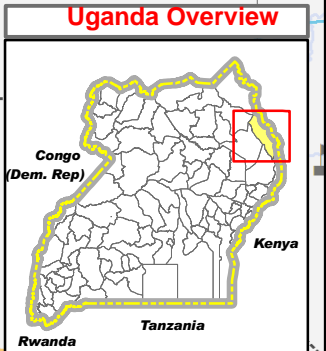 Uganda Overview
Congo
(Dem. Rep)
Kenya
Tanzania
Rwanda